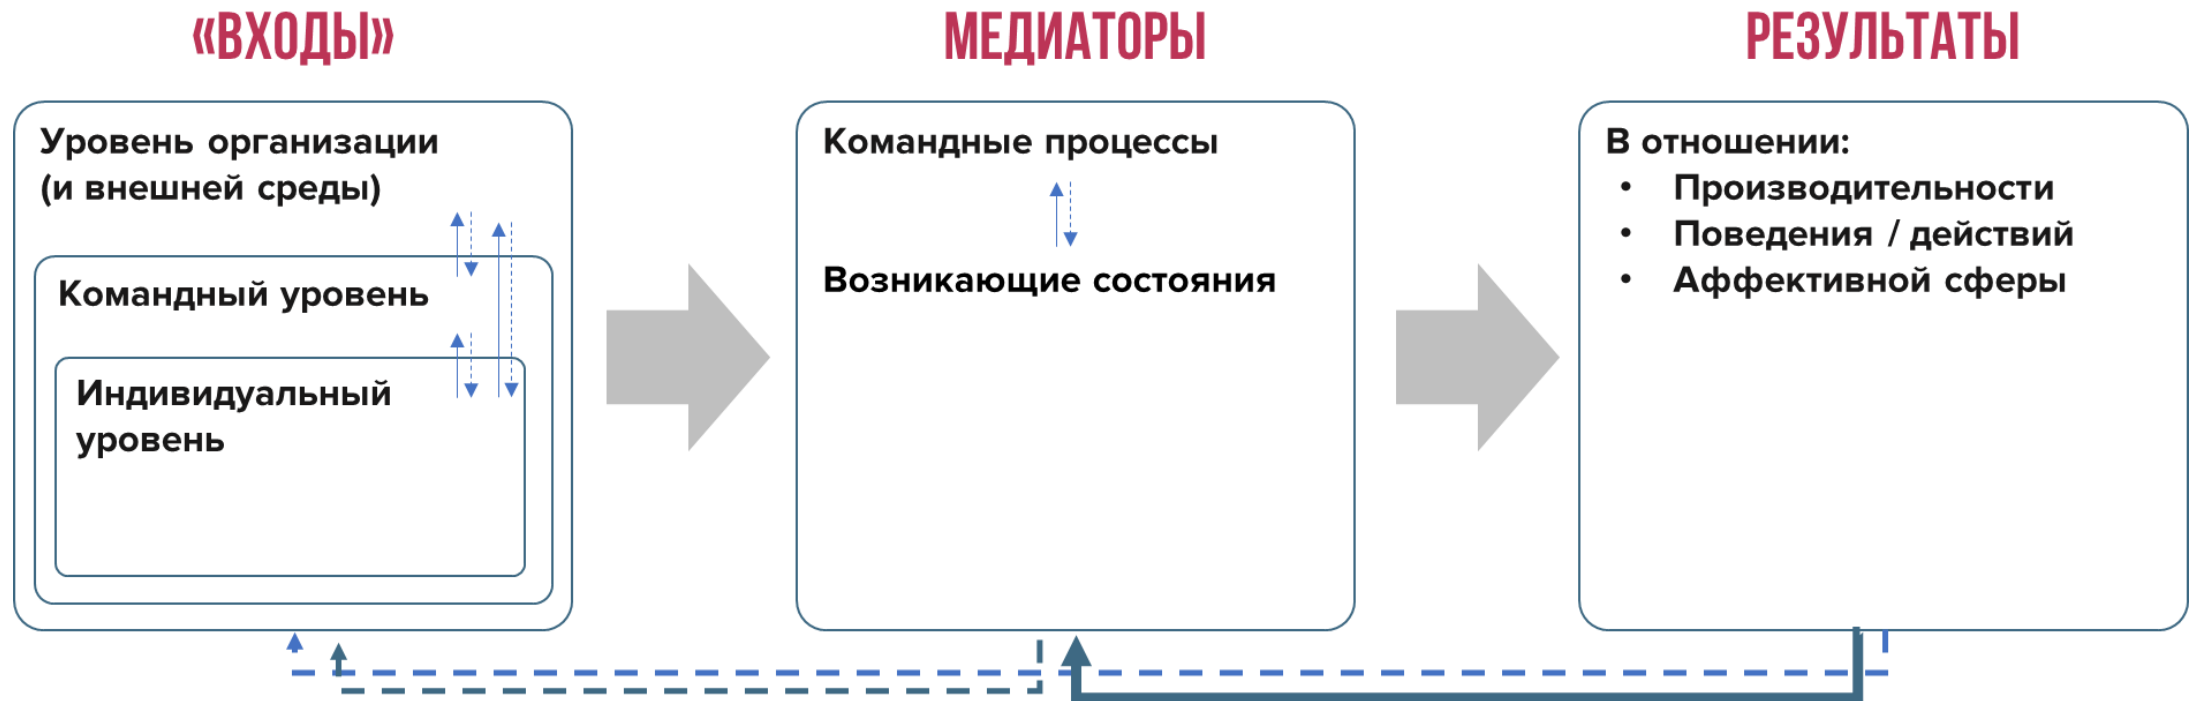 «ВХОДЫ»
МЕДИАТОРЫ
РЕЗУЛЬТАТЫ
Уровень организации
(и внешней среды)
Командный уровень
Индивидуальный
уровень
Командные процессы
Возникающие состояния
В отношении:
• Производительности
• Поведения / действий
• Аффективной сферы